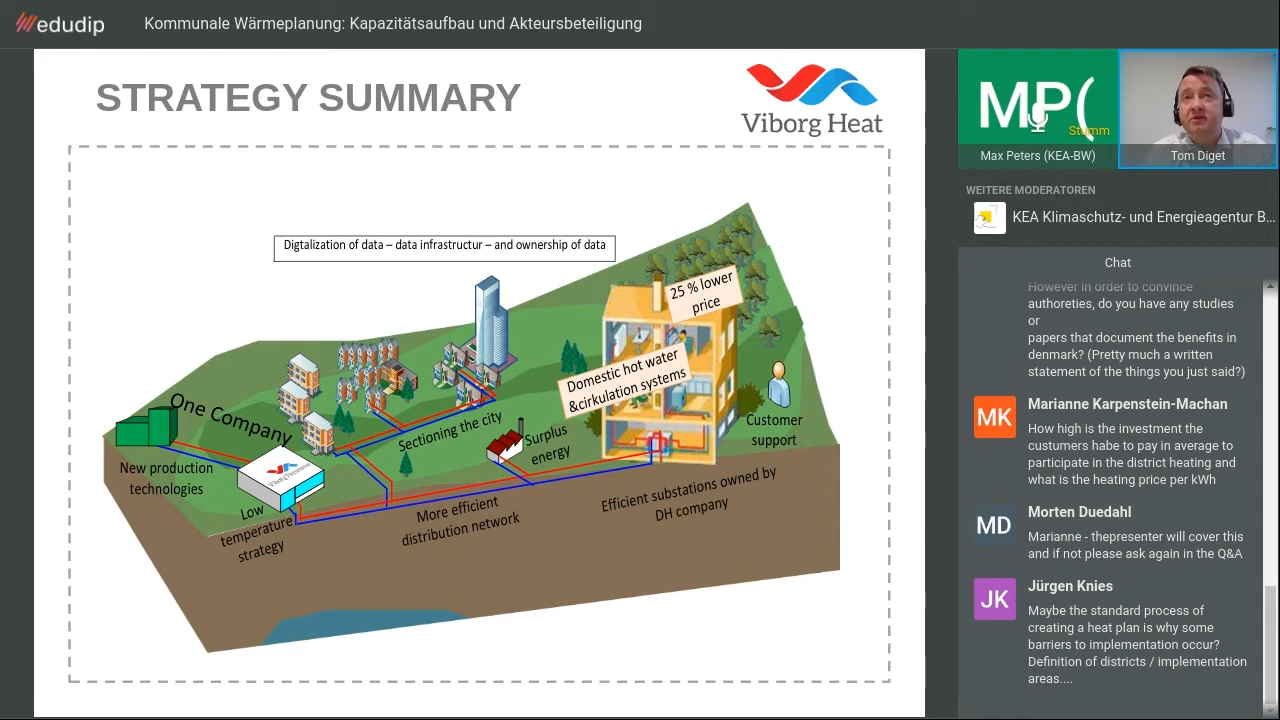 edudip
Kommunale Wärmeplanung: Kapazitätsaufbau und Akteursbeteiligung
STRATEGY SUMMARY
Viborg Heat
Digtalization of data – data infrastructur – and ownership of data
25 % lower
price
Domestic hot water
&cirkulation systems
One Company
Sectioning the city
Surplus
energy
Customer
support
New production
technologies
Low
temperature
strategy
More efficient
distribution network
Efficient substations owned by
DH company
MP(
Stumm
Max Peters (KEA-BW)
Tom Diget
WEITERE MODERATOREN
KEA Klimaschutz- und Energieagentur B...
Chat
However in order to convince
authoreties, do you have any studies
or
papers that document the benefits in
denmark? (Pretty much a written
statement of the things you just said?)
MK
Marianne Karpenstein-Machan
How high is the investment the
custumers habe to pay in average to
participate in the district heating and
what is the heating price per kWh
MD
Morten Duedahl
Marianne - thepresenter will cover this
and if not please ask again in the Q&A
JK
Jürgen Knies
Maybe the standard process of
creating a heat plan is why some
barriers to implementation occur?
Definition of districts / implementation
areas....